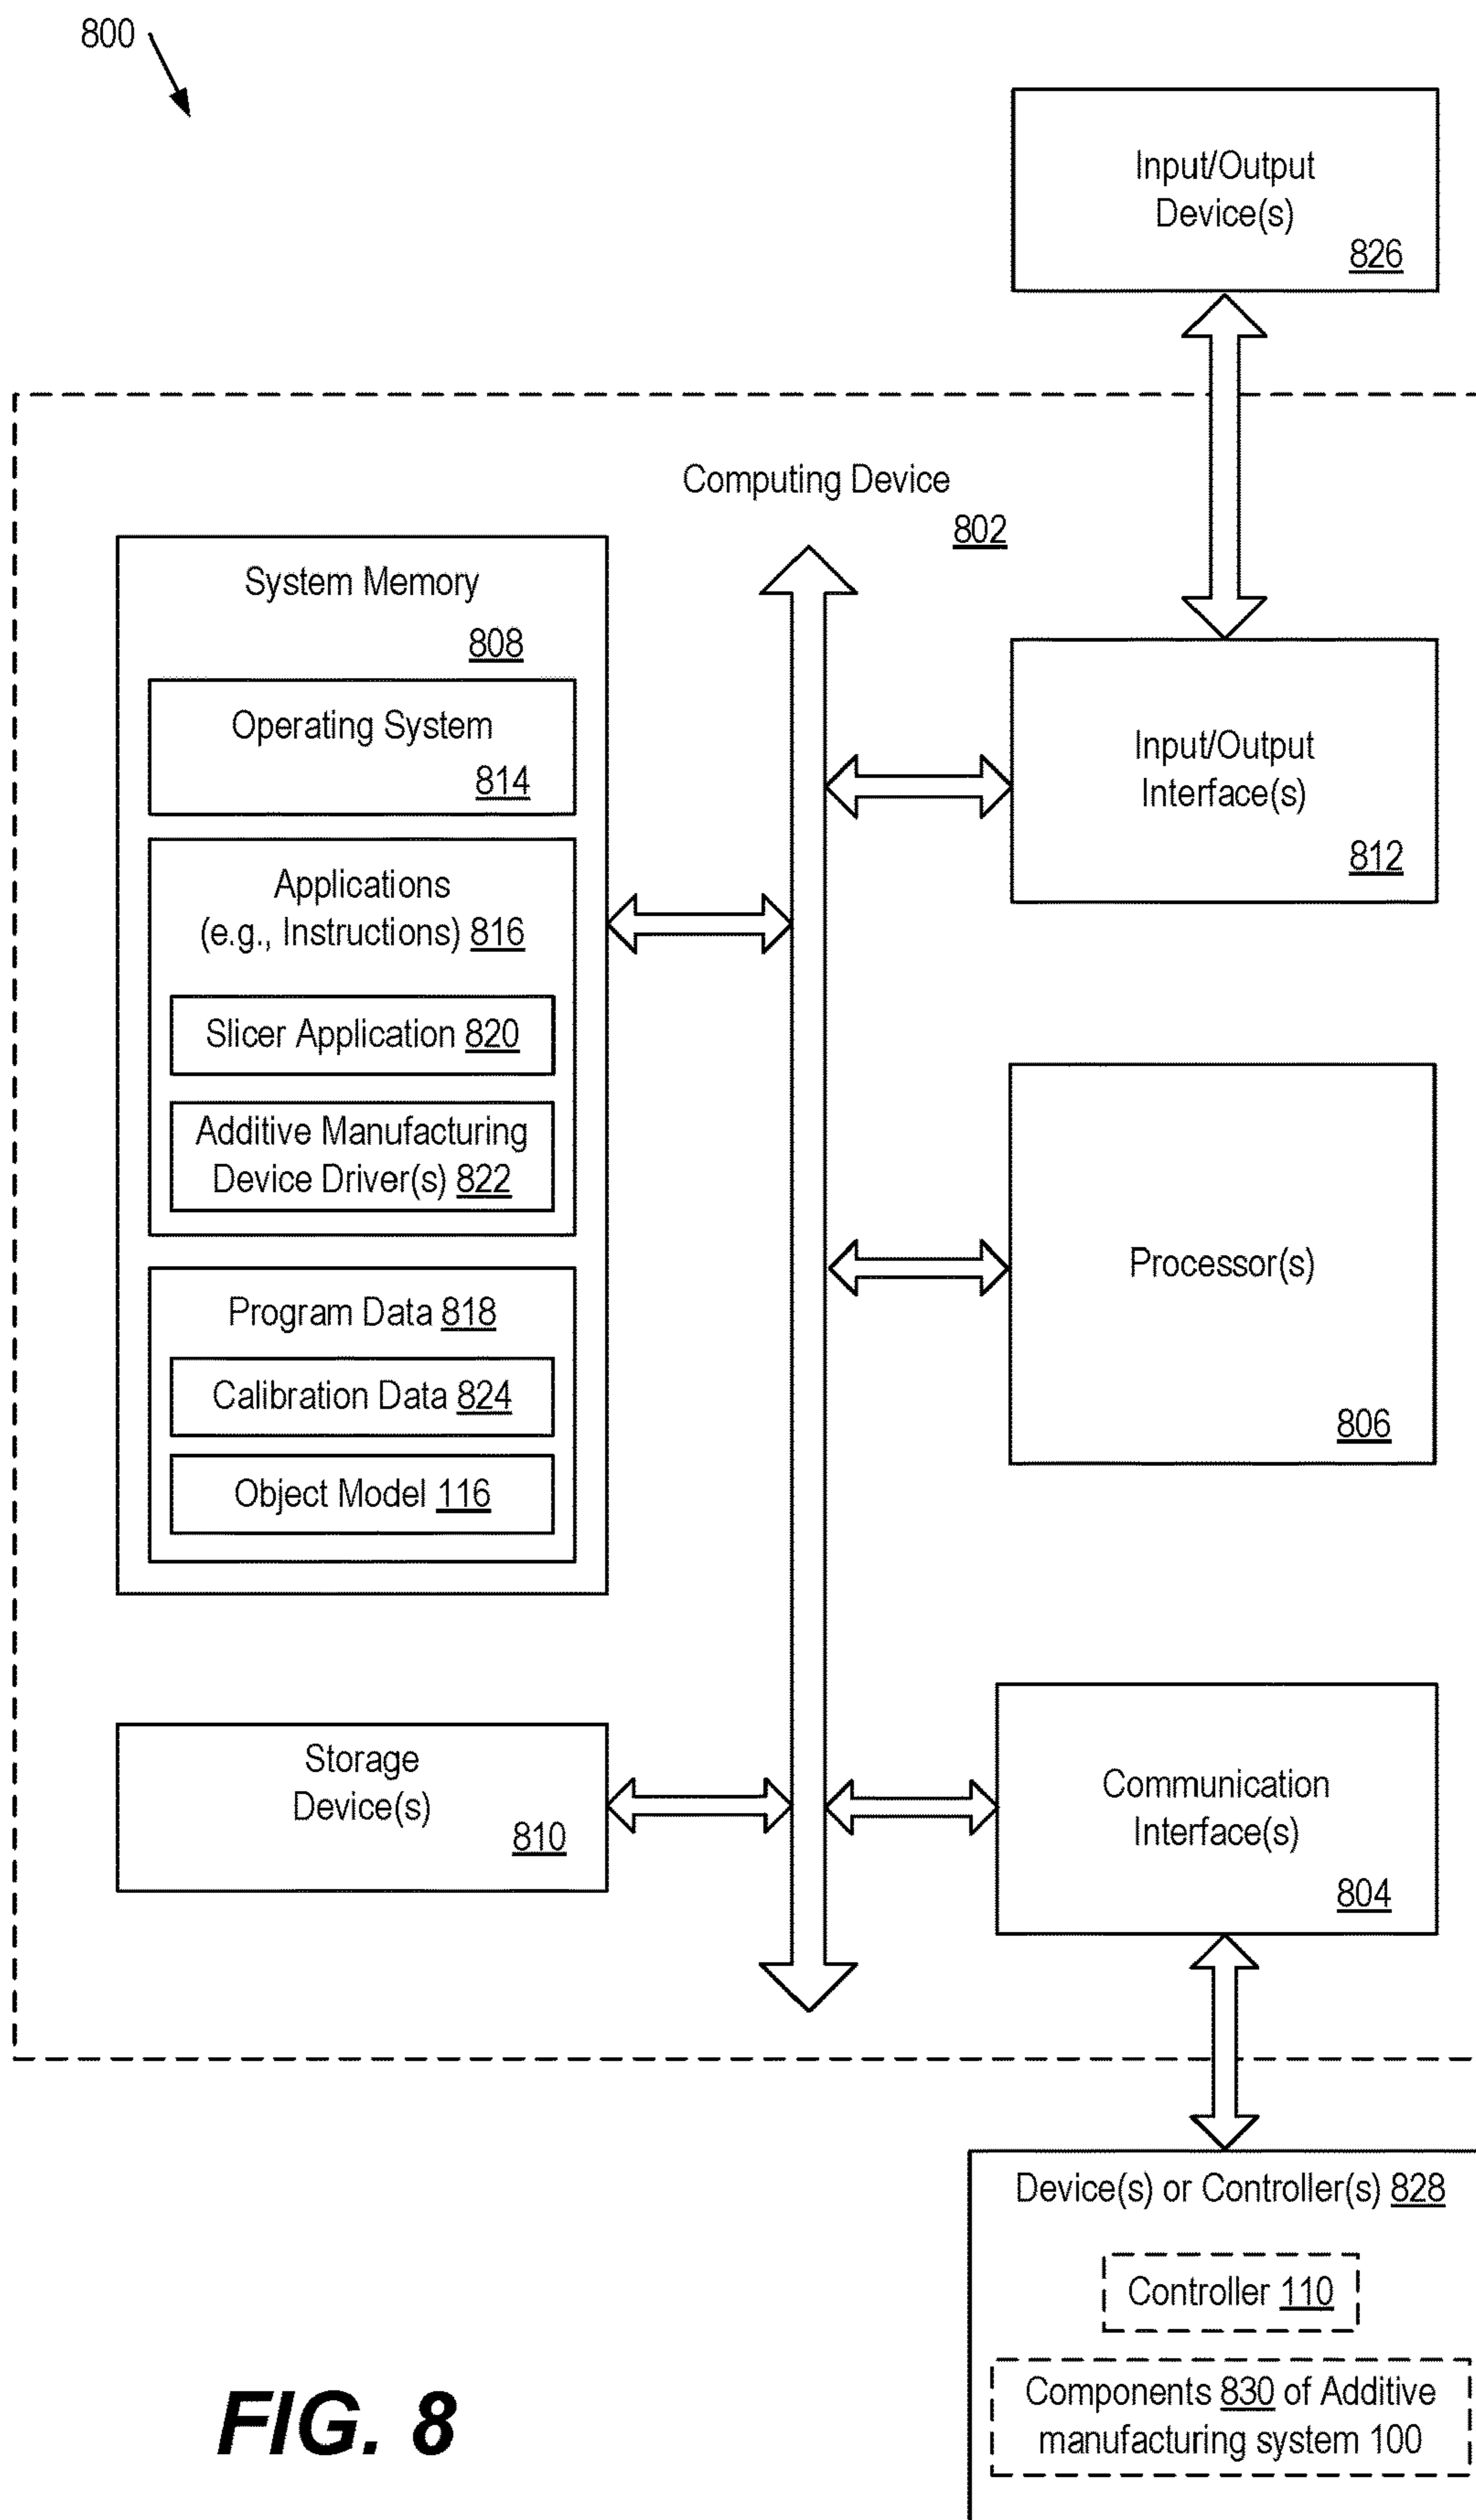 800
Input/Output
Device(s)
826
Computing Device
802
System Memory
808
Operating System
814
Applications
(e.g., Instructions) 816
Slicer Application 820
Additive Manufacturing
Device Driver(s) 822
Program Data 818
Calibration Data 824
Object Model 116
Storage
Device(s)
810
Input/Output
Interface(s)
812
Processor(s)
806
Communication
Interface(s)
804
Device(s) or Controller(s) 828
Controller 110
Components 830 of Additive
manufacturing system 100
FIG. 8